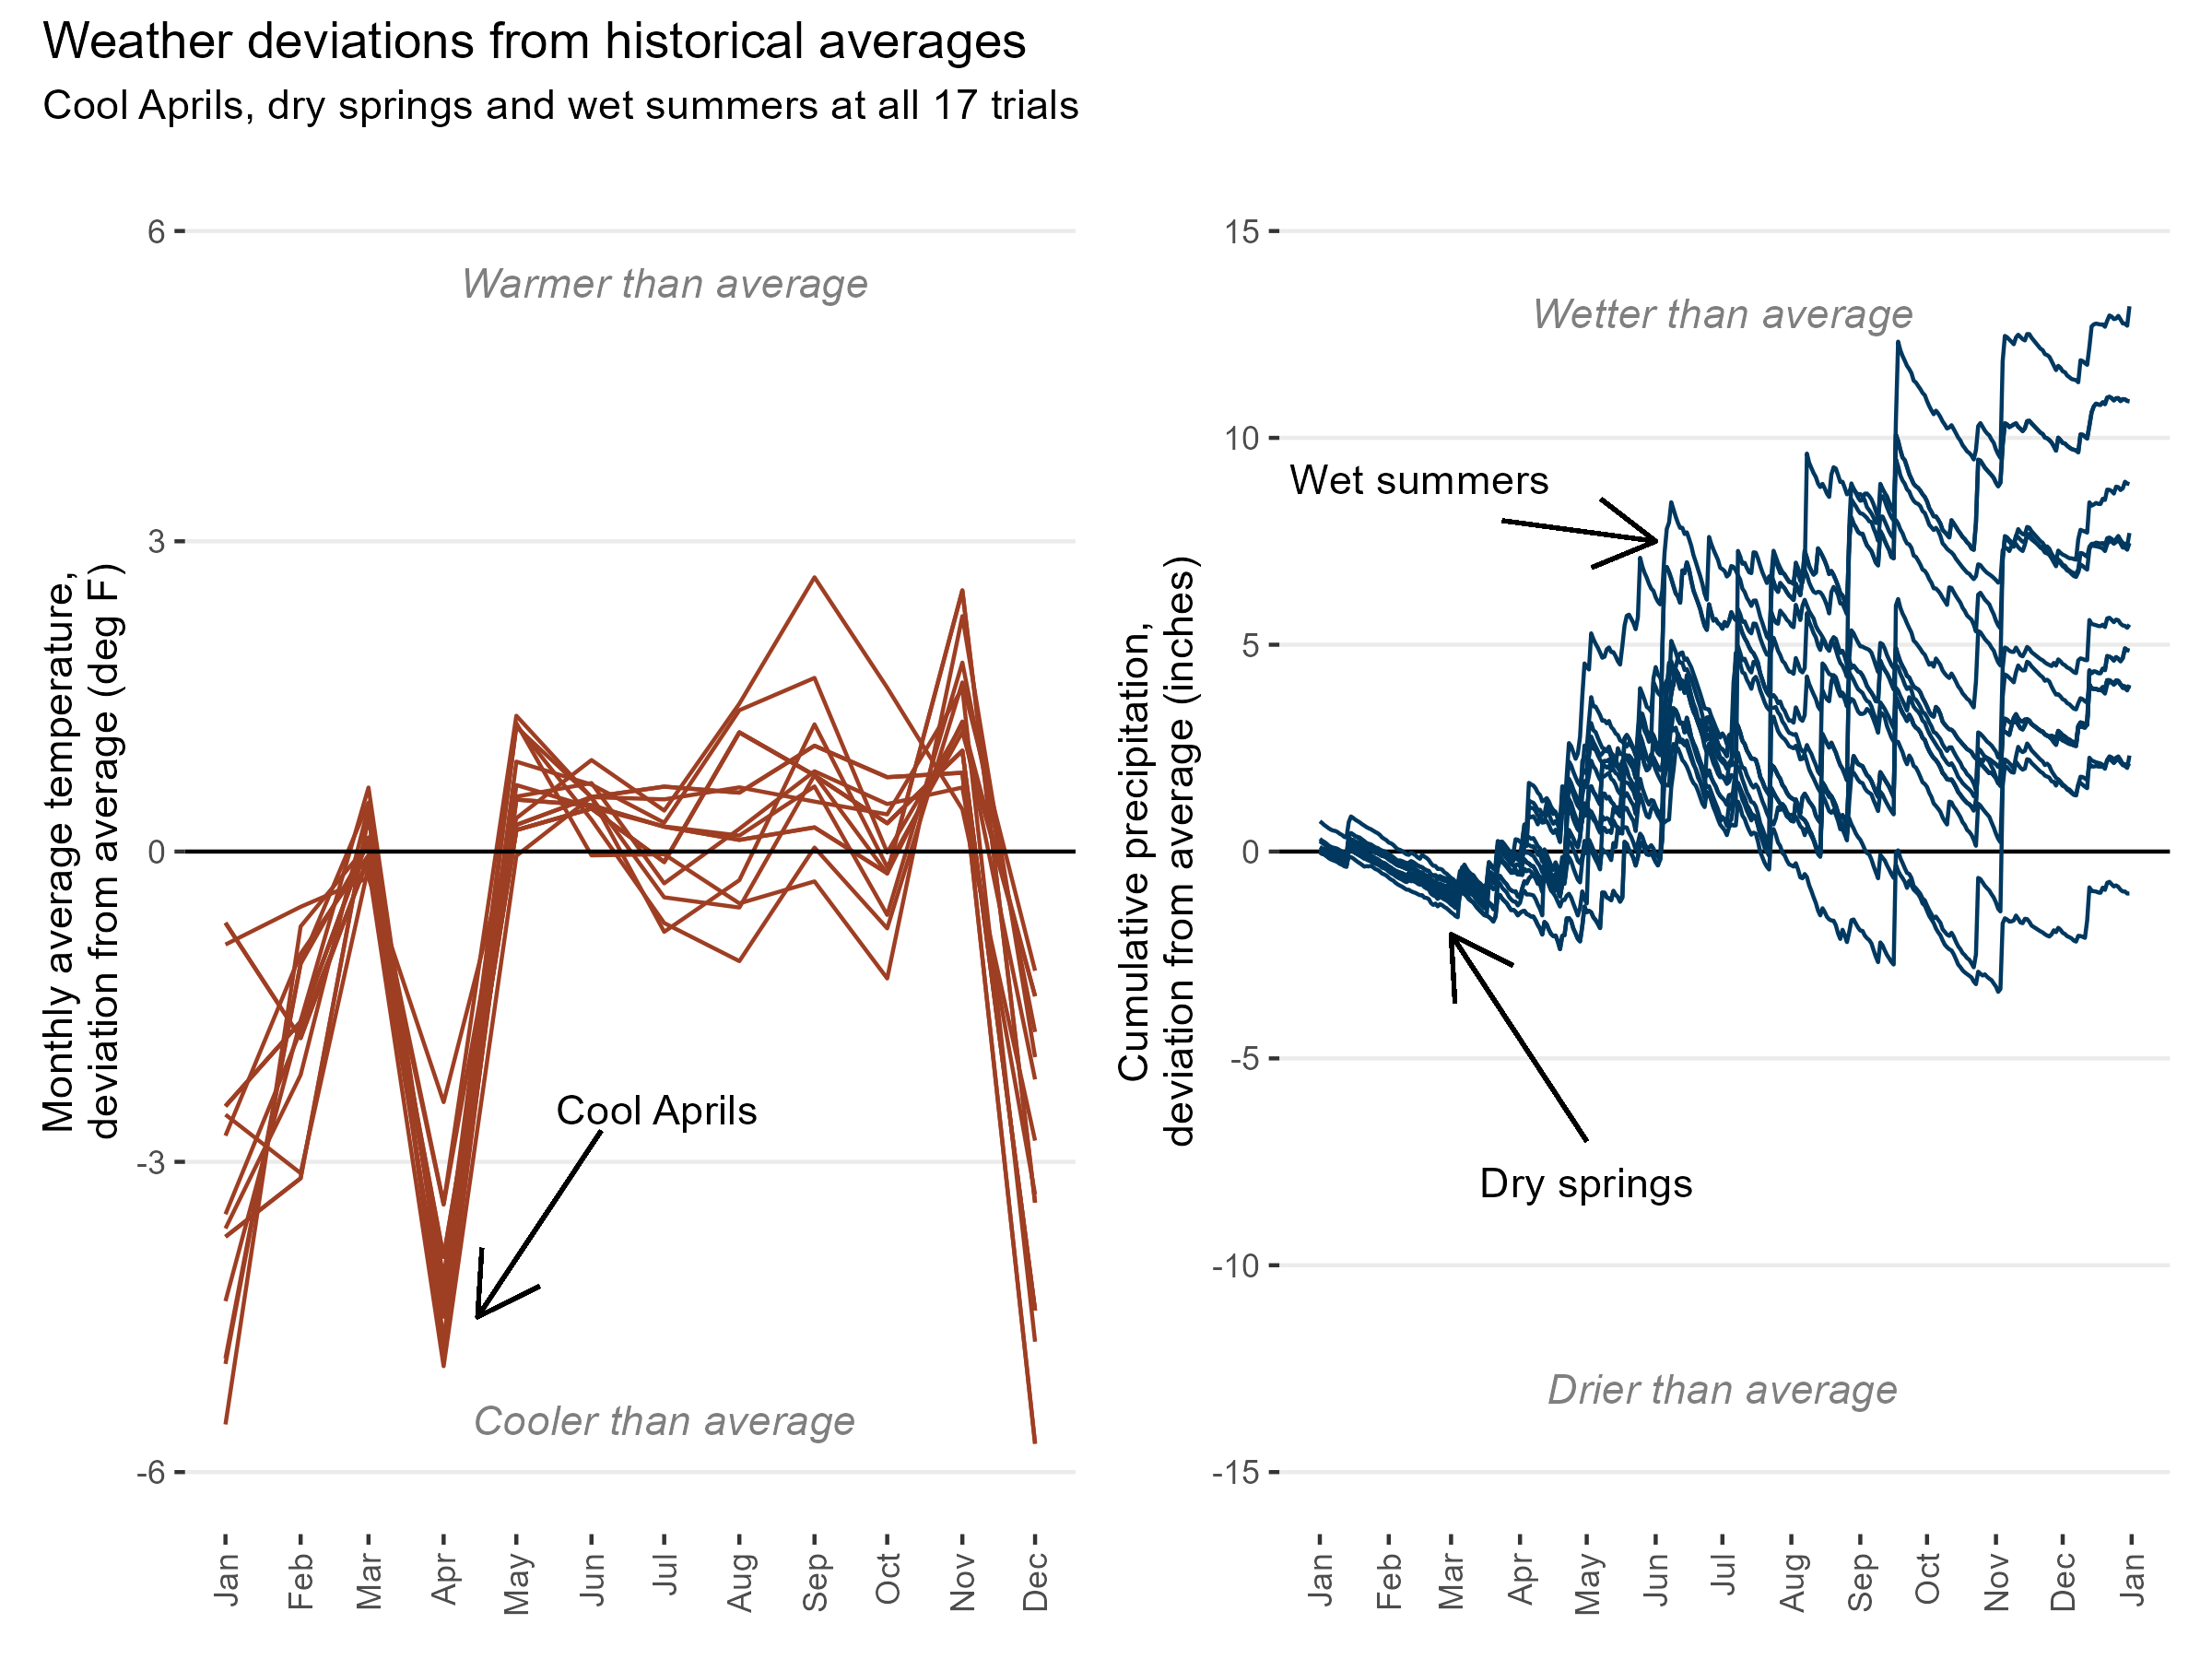 Weather deviations from historical averages
Cool Aprils, dry springs and wet summers at all 17 trials
Monthly average temperature,
deviation from average (deg F)
6
3
0
-3
-6
Warmer than average
Cool Aprils
Cooler than average
Jan
Feb
Mar
Apr
May
Jun
Jul
Aug
Sep
Oct
Nov
Dec
Cumulative precipitation,
deviation from average (inches)
15
10
5
0
-5
-10
-15
Wetter than average
Wet summers
Dry springs
Drier than average
Jan
Feb
Mar
Apr
May
Jun
Jul
Aug
Sep
Oct
Nov
Dec
Jan